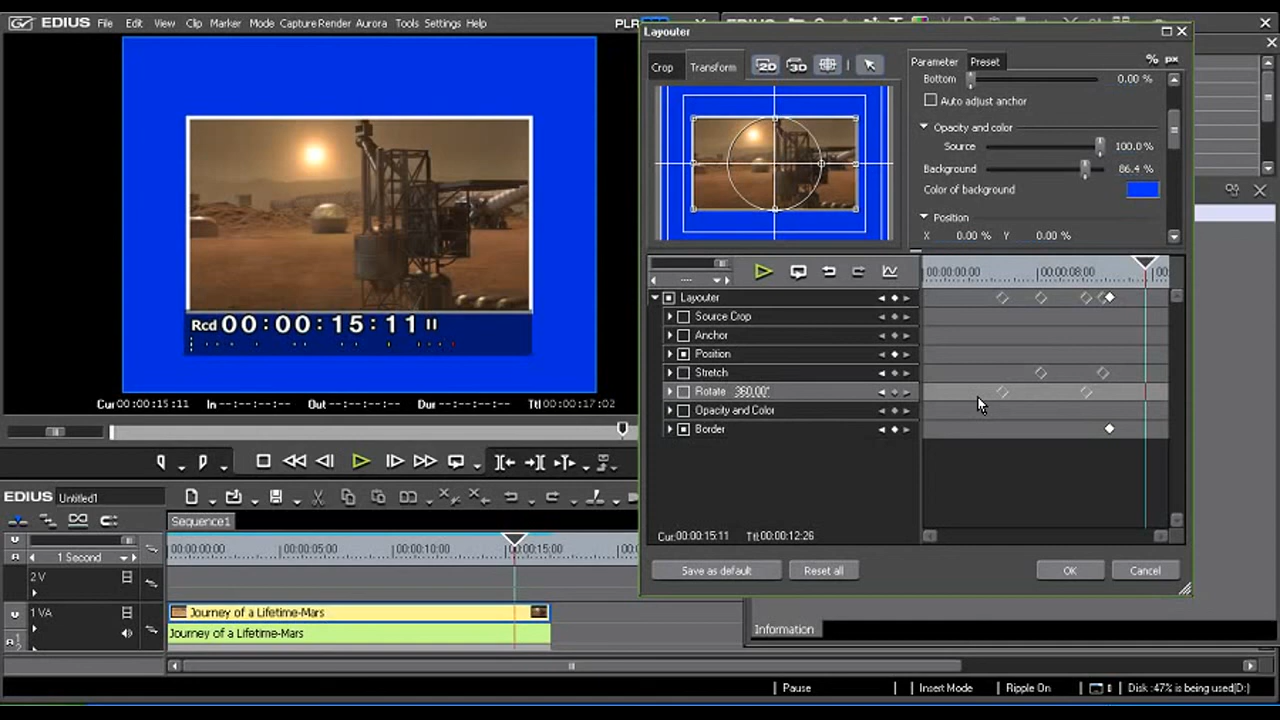 EDIUS File Edit View Clip Marker Mode Capture Render Aurora Tools Settings Help PLR
EDIUS
Layouter
Crop Transform 2D 3D
Parameter Preset % px
Bottom 0.00 %
Auto adjust anchor
Opacity and color
Source 100.0 %
Background 86.4 %
Color of background
Position
X 0.00 % Y 0.00 %
00:00:00:00 00:00:08:00 00:
Layouter
Source Crop
Anchor
Position
Stretch
Rotate 360.00°
Opacity and Color
Border
Cur:00:00:15:11 Ttl:00:00:12:26
Save as default Reset all OK Cancel
Rcd 00:00:15:11 II
Cur 00:00:15:11 In --:--:--:-- Out --:--:--:-- Dur --:--:--:-- Ttl 00:00:17:02
EDIUS Untitled1
Sequence1
1 Second 00:00:00:00 00:00:05:00 00:00:10:00 00:00:15:00 00:
2 V
1 VA Journey of a Lifetime-Mars
Journey of a Lifetime-Mars
Information
Pause Insert Mode Ripple On Disk :47% is being used(D:)